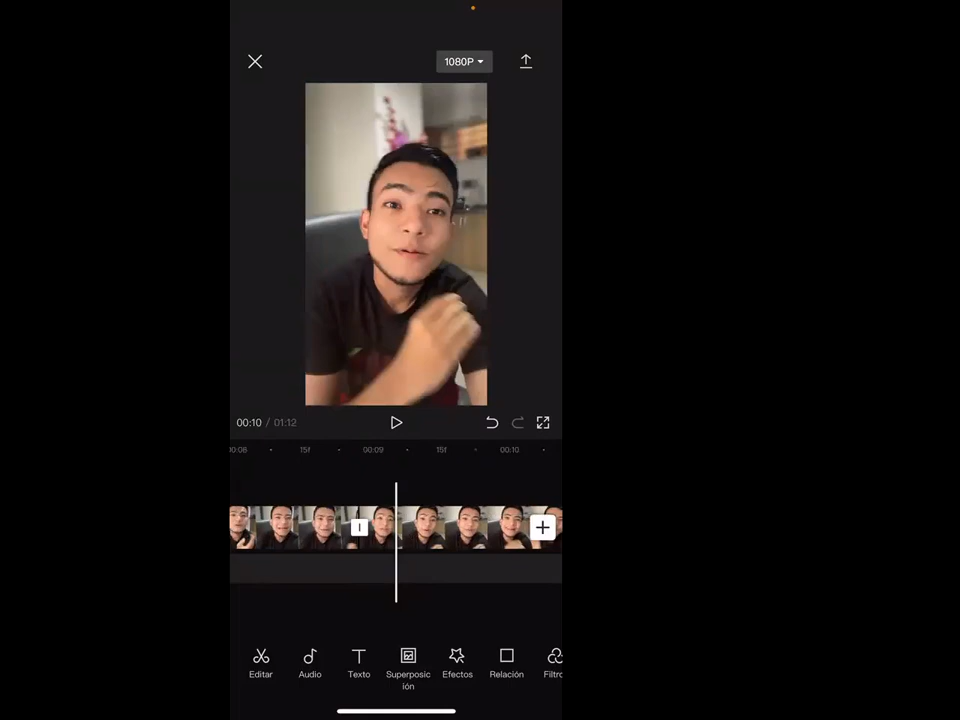 1080P
00:10 / 01:12
00:08 15f 00:09 15f 00:10
Editar Audio Texto Superposic Efectos Relación Filtro
ión